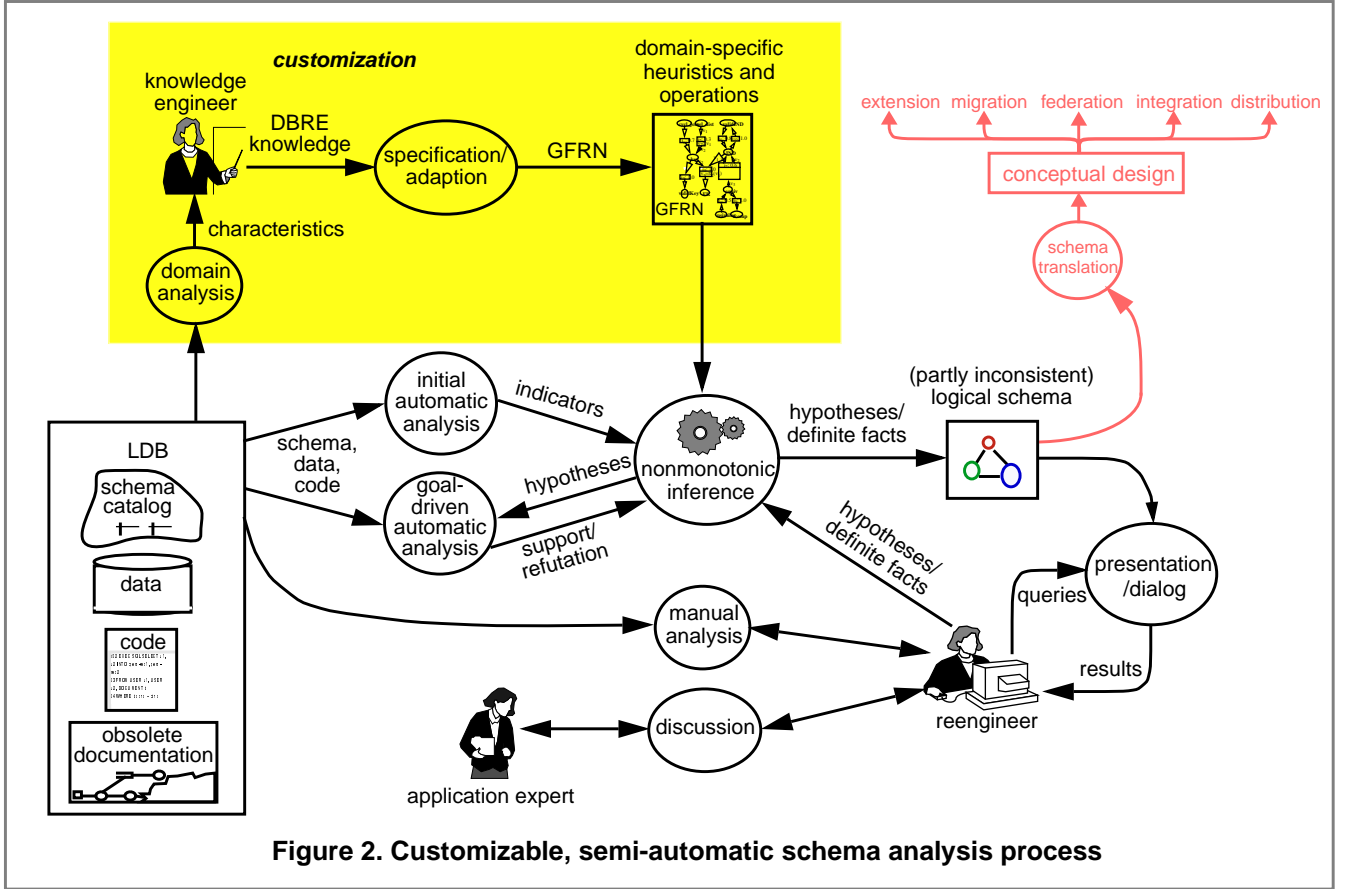 customization
knowledge
engineer
DBRE
knowledge
specification/
adaption
GFRN
domain-specific
heuristics and
operations
GFRN
characteristics
domain
analysis
extension
migration
federation
integration
distribution
conceptual design
schema
translation
initial
automatic
analysis
indicators
schema,
data,
code
goal-
driven
automatic
analysis
hypotheses
support/
refutation
nonmonotonic
inference
hypotheses/
definite facts
(partly inconsistent)
logical schema
hypotheses/
definite facts
presentation
/dialog
queries
results
reengineer
manual
analysis
discussion
application expert
LDB
schema
catalog
data
code
obsolete
documentation
Figure 2. Customizable, semi-automatic schema analysis process